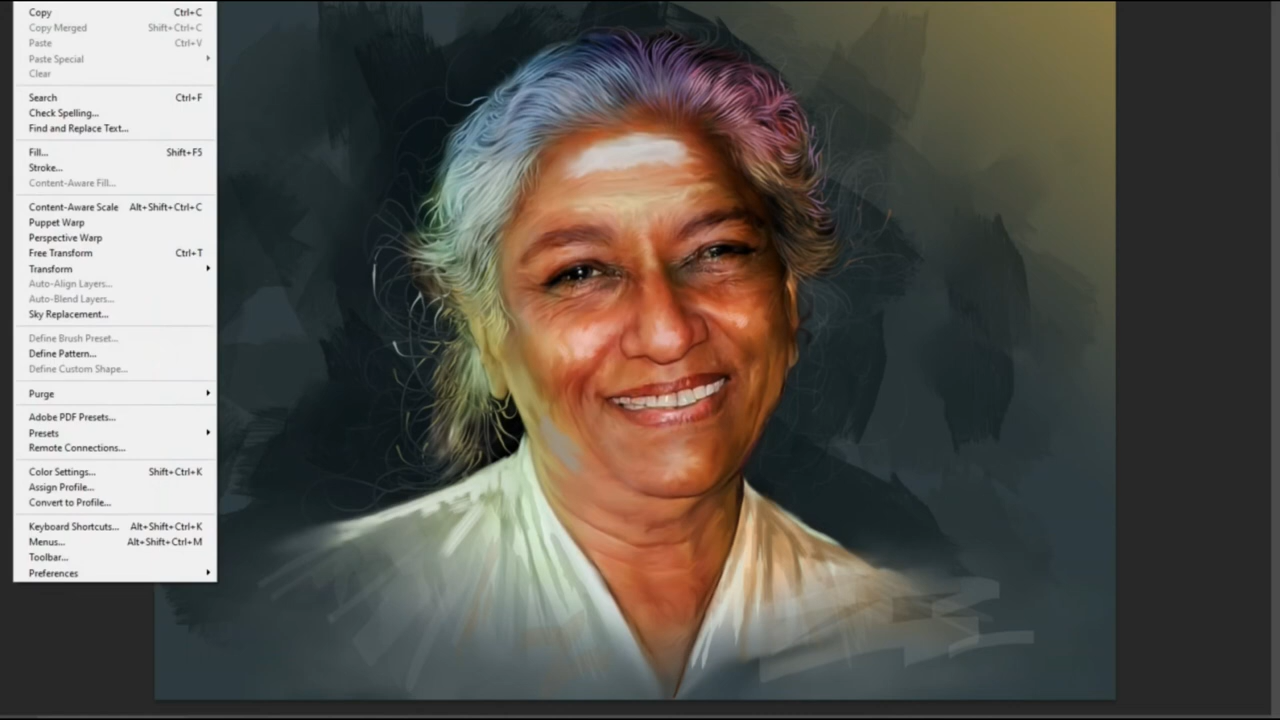 Copy Ctrl+C
Copy Merged Shift+Ctrl+C
Paste Ctrl+V
Paste Special
Clear
Search Ctrl+F
Check Spelling...
Find and Replace Text...
Fill... Shift+F5
Stroke...
Content-Aware Fill...
Content-Aware Scale Alt+Shift+Ctrl+C
Puppet Warp
Perspective Warp
Free Transform Ctrl+T
Transform
Auto-Align Layers...
Auto-Blend Layers...
Sky Replacement...
Define Brush Preset...
Define Pattern...
Define Custom Shape...
Purge
Adobe PDF Presets...
Presets
Remote Connections...
Color Settings... Shift+Ctrl+K
Assign Profile...
Convert to Profile...
Keyboard Shortcuts... Alt+Shift+Ctrl+K
Menus... Alt+Shift+Ctrl+M
Toolbar...
Preferences